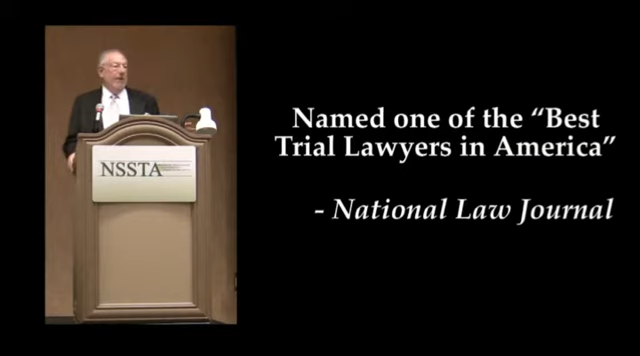 NSSTA
Named one of the “Best
Trial Lawyers in America”
- National Law Journal